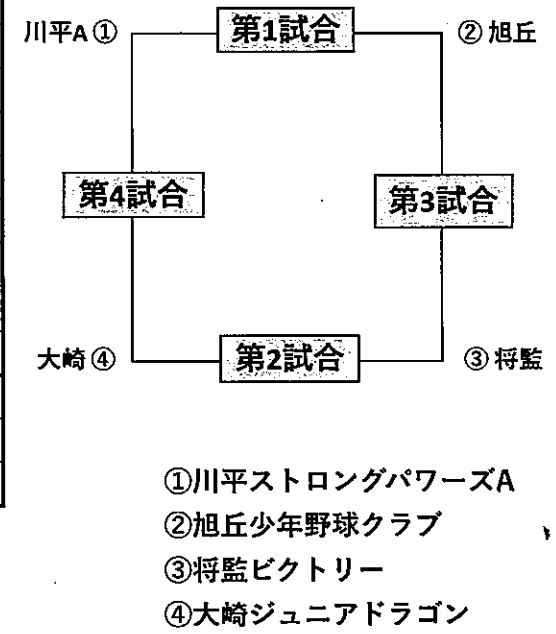 川平A① 第1試合 ②旭丘
第4試合 第3試合
大崎④ 第2試合 ③将監
①川平ストロングパワーズA
②旭丘少年野球クラブ
③将監ビクトリー
④大崎ジュニアドラゴン